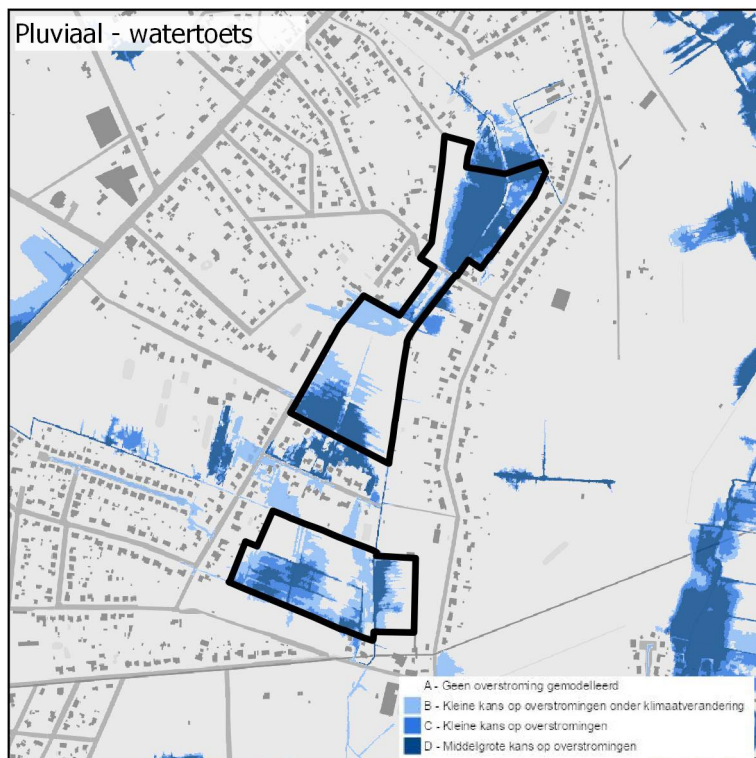 Pluviaal - watertoets
A - Geen overstroming gemodelleerd
B - Kleine kans op overstromingen onder klimaatverandering
C - Kleine kans op overstromingen
D - Middelgrote kans op overstromingen